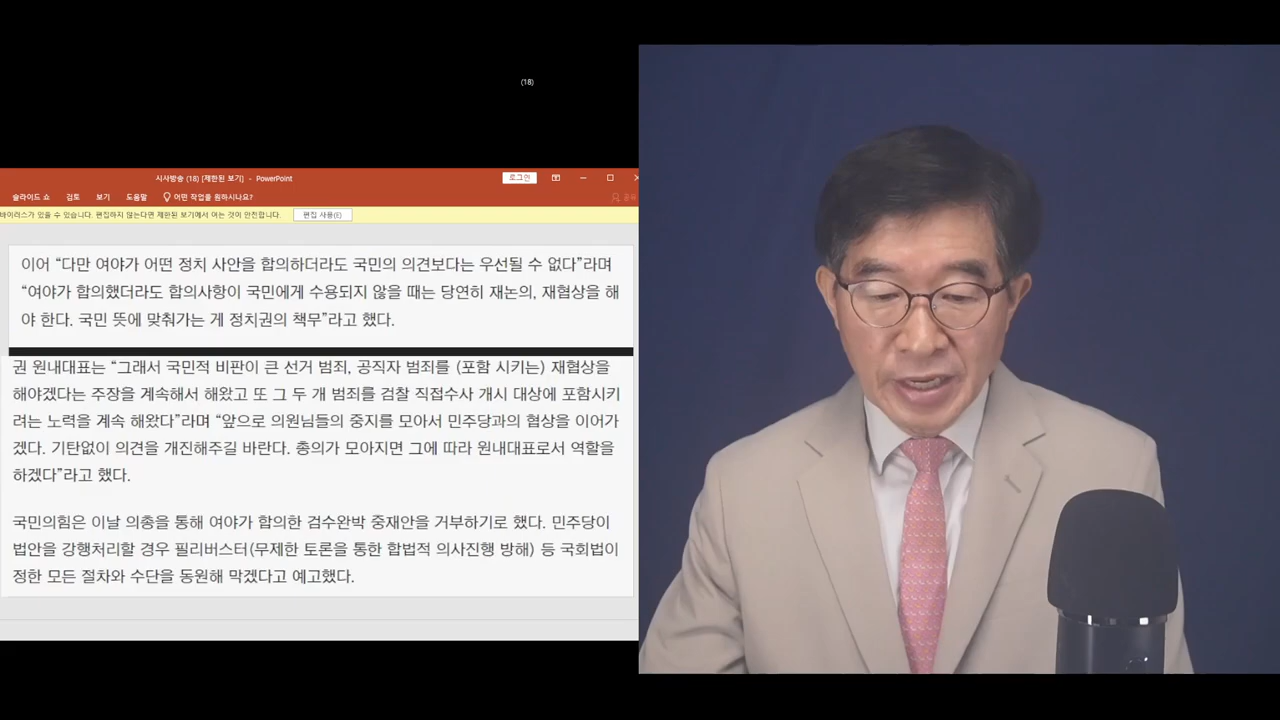 (18)
시사방송 (18) [제한된 보기] - PowerPoint
로그인
슬라이드 쇼 검토 보기 도움말 어떤 작업을 원하시나요? 공유
바이러스가 있을 수 있습니다. 편집하지 않는다면 제한된 보기에서 여는 것이 안전합니다. 편집 사용(E)
이어 “다만 여야가 어떤 정치 사안을 합의하더라도 국민의 의견보다는 우선될 수 없다”라며
“여야가 합의했더라도 합의사항이 국민에게 수용되지 않을 때는 당연히 재논의, 재협상을 해
야 한다. 국민 뜻에 맞춰가는 게 정치권의 책무”라고 했다.
권 원내대표는 “그래서 국민적 비판이 큰 선거 범죄, 공직자 범죄를 (포함 시키는) 재협상을
해야겠다는 주장을 계속해서 해왔고 또 그 두 개 범죄를 검찰 직접수사 개시 대상에 포함시키
려는 노력을 계속 해왔다”라며 “앞으로 의원님들의 중지를 모아서 민주당과의 협상을 이어가
겠다. 기탄없이 의견을 개진해주길 바란다. 총의가 모아지면 그에 따라 원내대표로서 역할을
하겠다”라고 했다.
국민의힘은 이날 의총을 통해 여야가 합의한 검수완박 중재안을 거부하기로 했다. 민주당이
법안을 강행처리할 경우 필리버스터(무제한 토론을 통한 합법적 의사진행 방해) 등 국회법이
정한 모든 절차와 수단을 동원해 막겠다고 예고했다.